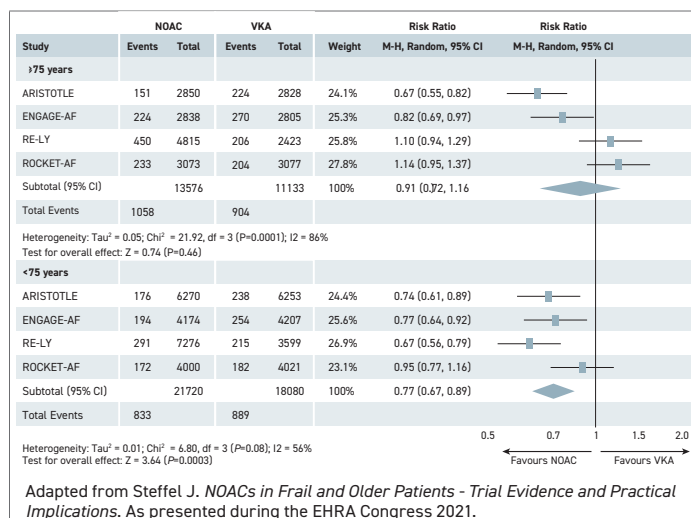 NOAC VKA Risk Ratio Risk Ratio
Study Events Total Events Total Weight M-H, Random, 95% CI M-H, Random, 95% CI
>75 years
ARISTOTLE 151 2850 224 2828 24.1% 0.67 (0.55, 0.82)
ENGAGE-AF 224 2838 270 2805 25.3% 0.82 (0.69, 0.97)
RE-LY 450 4815 206 2423 25.8% 1.10 (0.94, 1.29)
ROCKET-AF 233 3073 204 3077 27.8% 1.14 (0.95, 1.37)
Subtotal (95% CI) 13576 11133 100% 0.91 (0.72, 1.16
Total Events 1058 904
Heterogeneity: Tau² = 0.05; Chi² = 21.92, df = 3 (P=0.0001); I2 = 86%
Test for overall effect: Z = 0.74 (P=0.46)
<75 years
ARISTOTLE 176 6270 238 6253 24.4% 0.74 (0.61, 0.89)
ENGAGE-AF 194 4174 254 4207 25.6% 0.77 (0.64, 0.92)
RE-LY 291 7276 215 3599 26.9% 0.67 (0.56, 0.79)
ROCKET-AF 172 4000 182 4021 23.1% 0.95 (0.77, 1.16)
Subtotal (95% CI) 21720 18080 100% 0.77 (0.67, 0.89)
Total Events 833 889
0.5 0.7 1 1.5 2.0
Heterogeneity: Tau² = 0.01; Chi² = 6.80, df = 3 (P=0.08); I2 = 56%
Test for overall effect: Z = 3.64 (P=0.0003)
Favours NOAC Favours VKA
Adapted from Steffel J. NOACs in Frail and Older Patients - Trial Evidence and Practical
Implications. As presented during the EHRA Congress 2021.